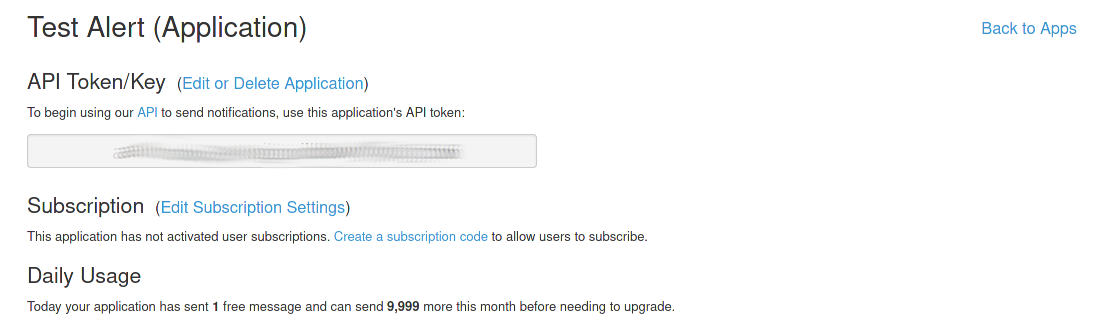 Test Alert (Application)
Back to Apps
API Token/Key (Edit or Delete Application)
To begin using our API to send notifications, use this application's API token:
Subscription (Edit Subscription Settings)
This application has not activated user subscriptions. Create a subscription code to allow users to subscribe.
Daily Usage
Today your application has sent 1 free message and can send 9,999 more this month before needing to upgrade.